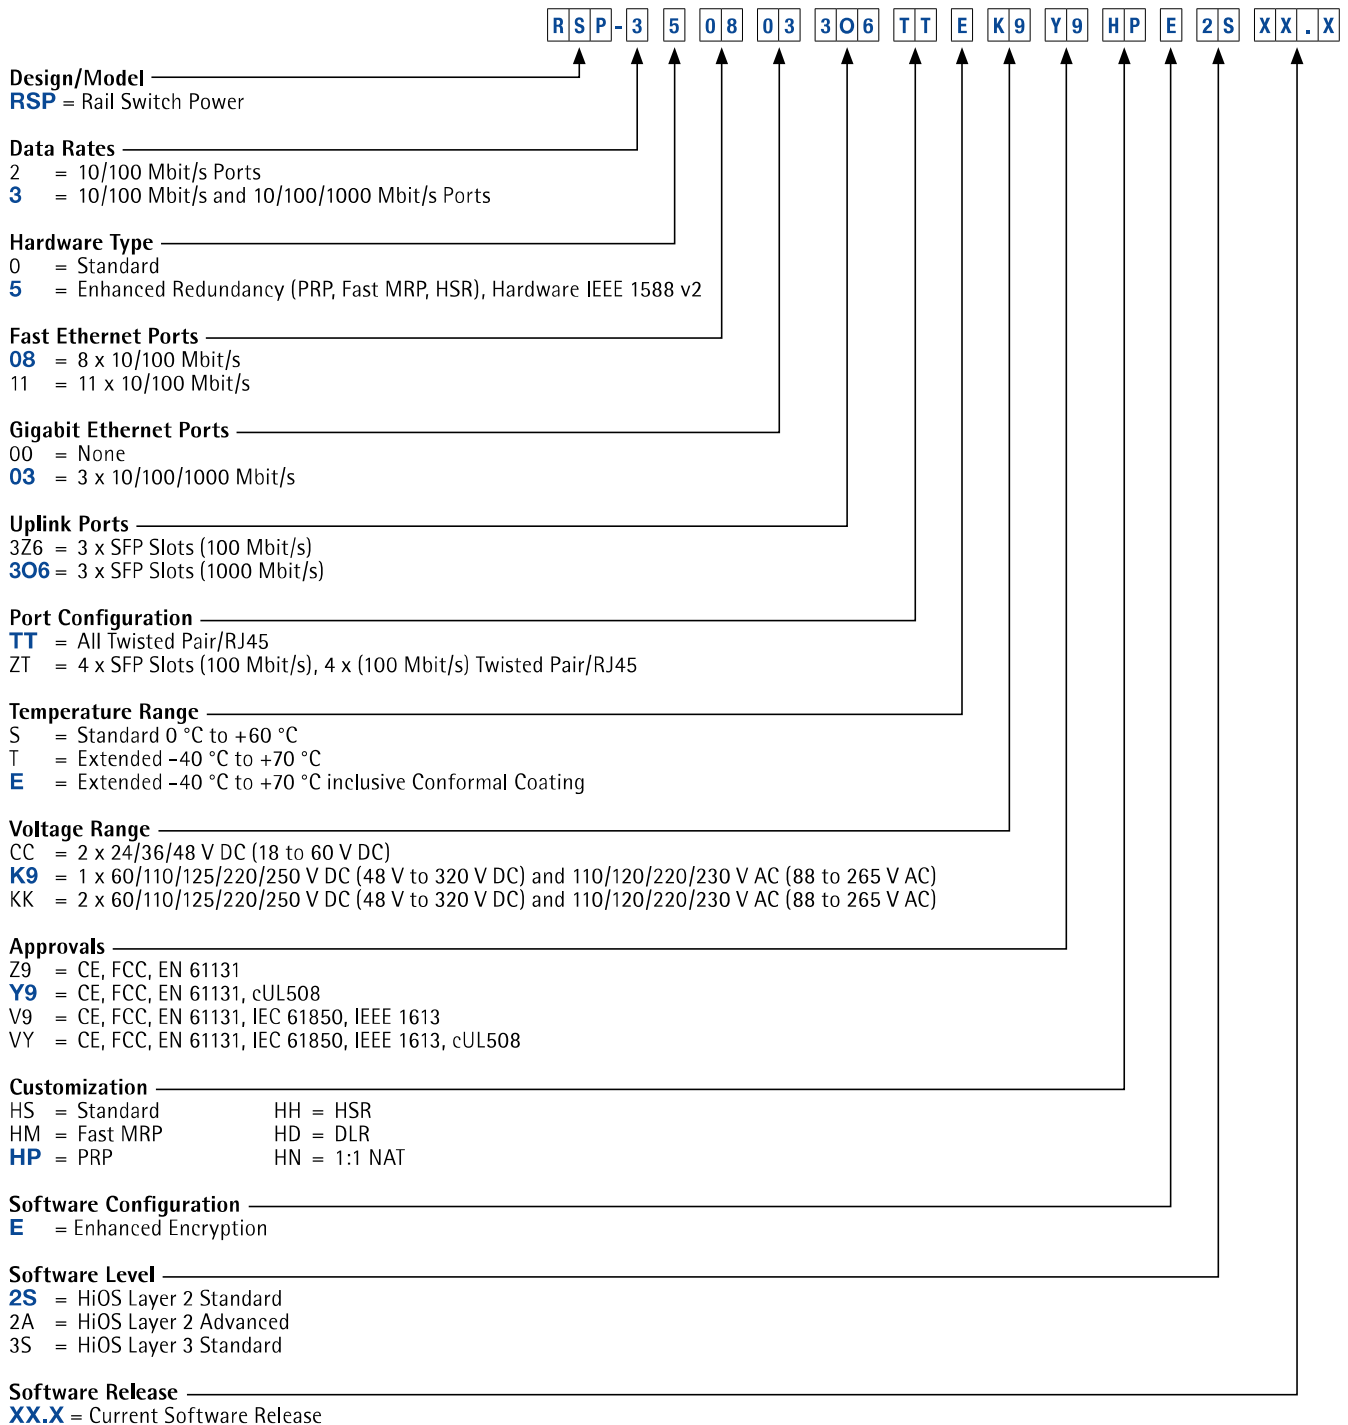 RSP-3 5 08 03 3O6 TT E K9 Y9 HP E 2S XX.X
Design/Model
RSP = Rail Switch Power
Data Rates
2 = 10/100 Mbit/s Ports
3 = 10/100 Mbit/s and 10/100/1000 Mbit/s Ports
Hardware Type
0 = Standard
5 = Enhanced Redundancy (PRP, Fast MRP, HSR), Hardware IEEE 1588 v2
Fast Ethernet Ports
08 = 8 x 10/100 Mbit/s
11 = 11 x 10/100 Mbit/s
Gigabit Ethernet Ports
00 = None
03 = 3 x 10/100/1000 Mbit/s
Uplink Ports
3Z6 = 3 x SFP Slots (100 Mbit/s)
3O6 = 3 x SFP Slots (1000 Mbit/s)
Port Configuration
TT = All Twisted Pair/RJ45
ZT = 4 x SFP Slots (100 Mbit/s), 4 x (100 Mbit/s) Twisted Pair/RJ45
Temperature Range
S = Standard 0 °C to +60 °C
T = Extended -40 °C to +70 °C
E = Extended -40 °C to +70 °C inclusive Conformal Coating
Voltage Range
CC = 2 x 24/36/48 V DC (18 to 60 V DC)
K9 = 1 x 60/110/125/220/250 V DC (48 V to 320 V DC) and 110/120/220/230 V AC (88 to 265 V AC)
KK = 2 x 60/110/125/220/250 V DC (48 V to 320 V DC) and 110/120/220/230 V AC (88 to 265 V AC)
Approvals
Z9 = CE, FCC, EN 61131
Y9 = CE, FCC, EN 61131, cUL508
V9 = CE, FCC, EN 61131, IEC 61850, IEEE 1613
VY = CE, FCC, EN 61131, IEC 61850, IEEE 1613, cUL508
Customization
HS = Standard HH = HSR
HM = Fast MRP HD = DLR
HP = PRP HN = 1:1 NAT
Software Configuration
E = Enhanced Encryption
Software Level
2S = HiOS Layer 2 Standard
2A = HiOS Layer 2 Advanced
3S = HiOS Layer 3 Standard
Software Release
XX.X = Current Software Release